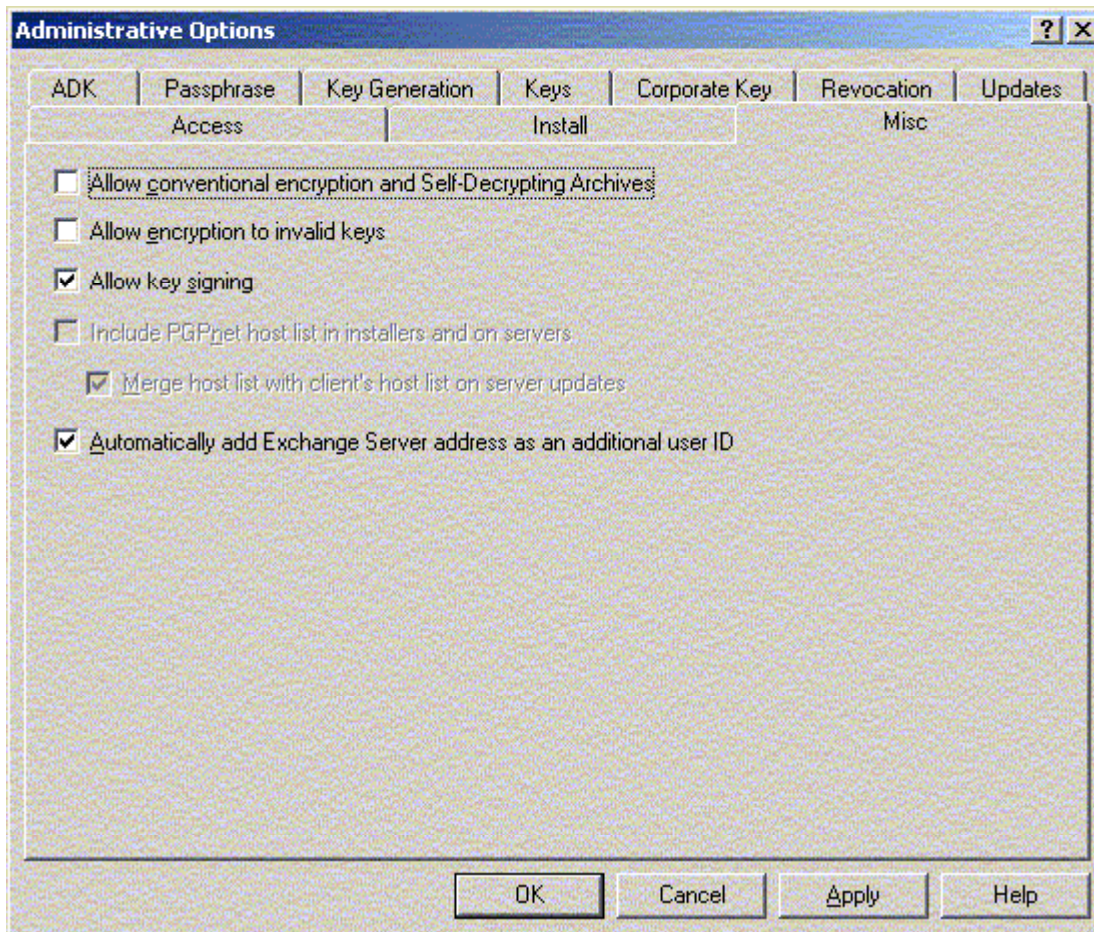 Administrative Options
ADK Passphrase Key Generation Keys Corporate Key Revocation Updates
Access Install Misc
Allow conventional encryption and Self-Decrypting Archives
Allow encryption to invalid keys
Allow key signing
Include PGPnet host list in installers and on servers
Merge host list with client's host list on server updates
Automatically add Exchange Server address as an additional user ID
OK Cancel Apply Help